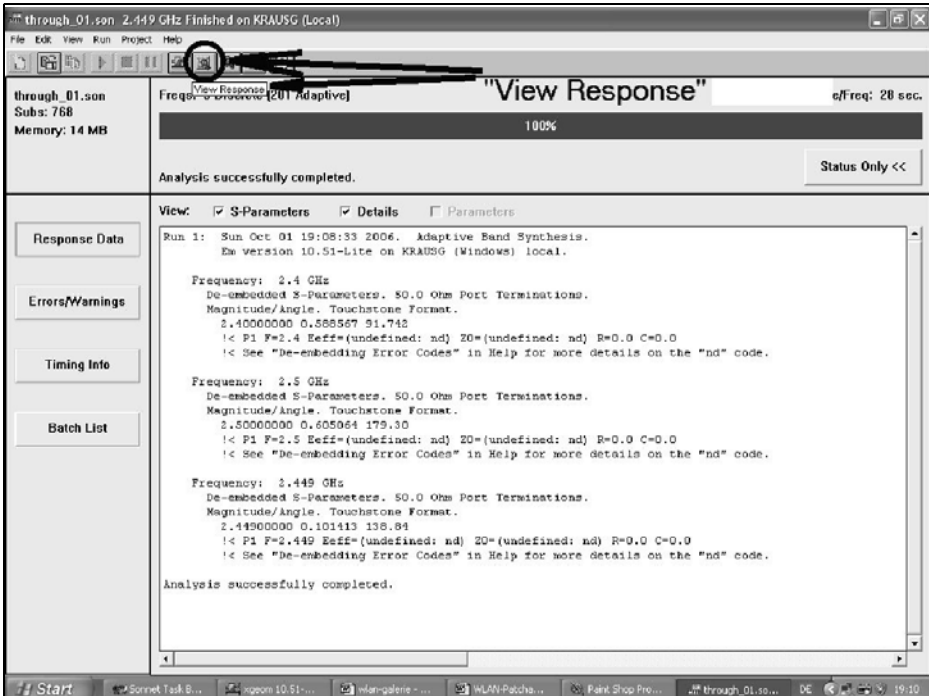 through_01.son 2.449 GHz Finished on KRAUSG (Local)
File Edit View Run Project Help
View Response
"View Response"
through_01.son
Subs: 768
Memory: 14 MB
Discrete [201 Adaptive]
e/Freq: 28 sec.
100%
Analysis successfully completed.
Status Only <<
View: S-Parameters Details Parameters
Response Data
Errors/Warnings
Timing Info
Batch List
Run 1: Sun Oct 01 19:08:33 2006. Adaptive Band Synthesis.
Em version 10.51-Lite on KRAUSG (Windows) local.
Frequency: 2.4 GHz
De-embedded S-Parameters. 50.0 Ohm Port Terminations.
Magnitude/Angle. Touchstone Format.
2.40000000 0.588567 91.742
!< P1 F=2.4 Eeff=(undefined: nd) Z0=(undefined: nd) R=0.0 C=0.0
!< See "De-embedding Error Codes" in Help for more details on the "nd" code.
Frequency: 2.5 GHz
De-embedded S-Parameters. 50.0 Ohm Port Terminations.
Magnitude/Angle. Touchstone Format.
2.50000000 0.605064 179.30
!< P1 F=2.5 Eeff=(undefined: nd) Z0=(undefined: nd) R=0.0 C=0.0
!< See "De-embedding Error Codes" in Help for more details on the "nd" code.
Frequency: 2.449 GHz
De-embedded S-Parameters. 50.0 Ohm Port Terminations.
Magnitude/Angle. Touchstone Format.
2.44900000 0.101413 138.84
!< P1 F=2.449 Eeff=(undefined: nd) Z0=(undefined: nd) R=0.0 C=0.0
!< See "De-embedding Error Codes" in Help for more details on the "nd" code.
Analysis successfully completed.
Start Sonnet Task B... xgeom 10.51-... wlan-galerie - ... WLAN-Patcha... Paint Shop Pro... through_01.so... DE 19:10